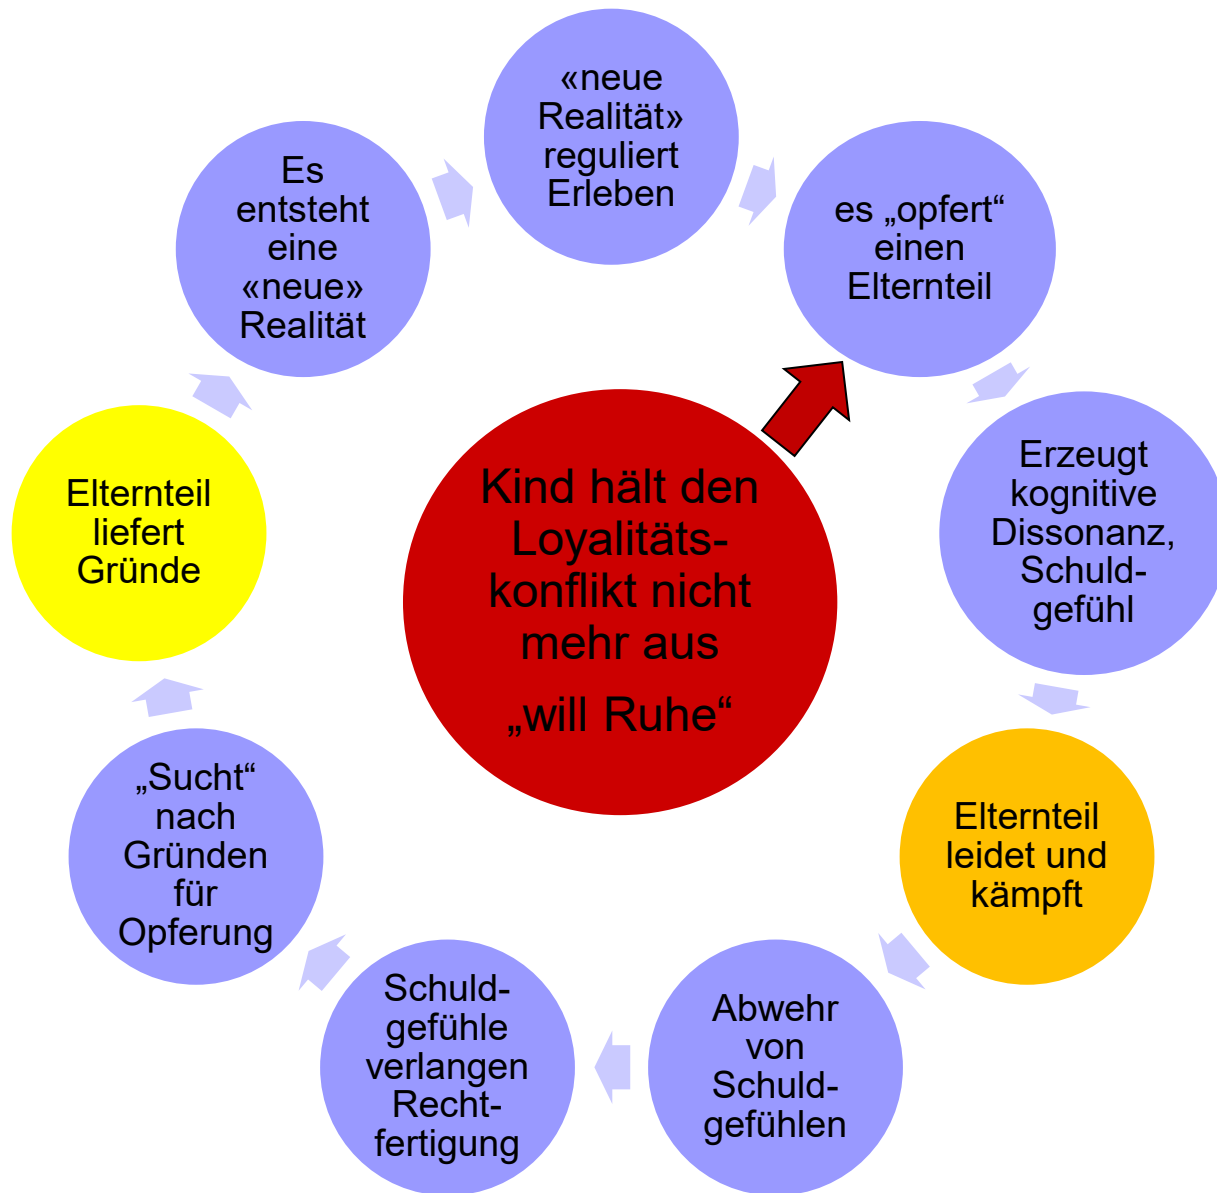 «neue
Realität»
reguliert
Erleben
es „opfert“
einen
Elternteil
Erzeugt
kognitive
Dissonanz,
Schuld-
gefühl
Elternteil
leidet und
kämpft
Abwehr
von
Schuld-
gefühlen
Schuld-
gefühle
verlangen
Recht-
fertigung
„Sucht“
nach
Gründen
für
Opferung
Elternteil
liefert
Gründe
Es
entsteht
eine
«neue»
Realität
Kind hält den
Loyalitäts-
konflikt nicht
mehr aus
„will Ruhe“